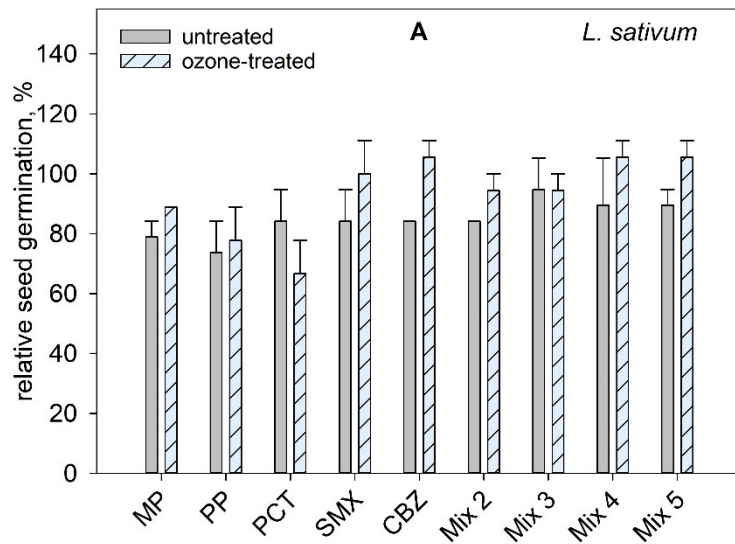 A
L. sativum
untreated
ozone-treated
relative seed germination, %
140
120
100
80
60
40
20
0
MP
PP
PCT
SMX
CBZ
Mix 2
Mix 3
Mix 4
Mix 5